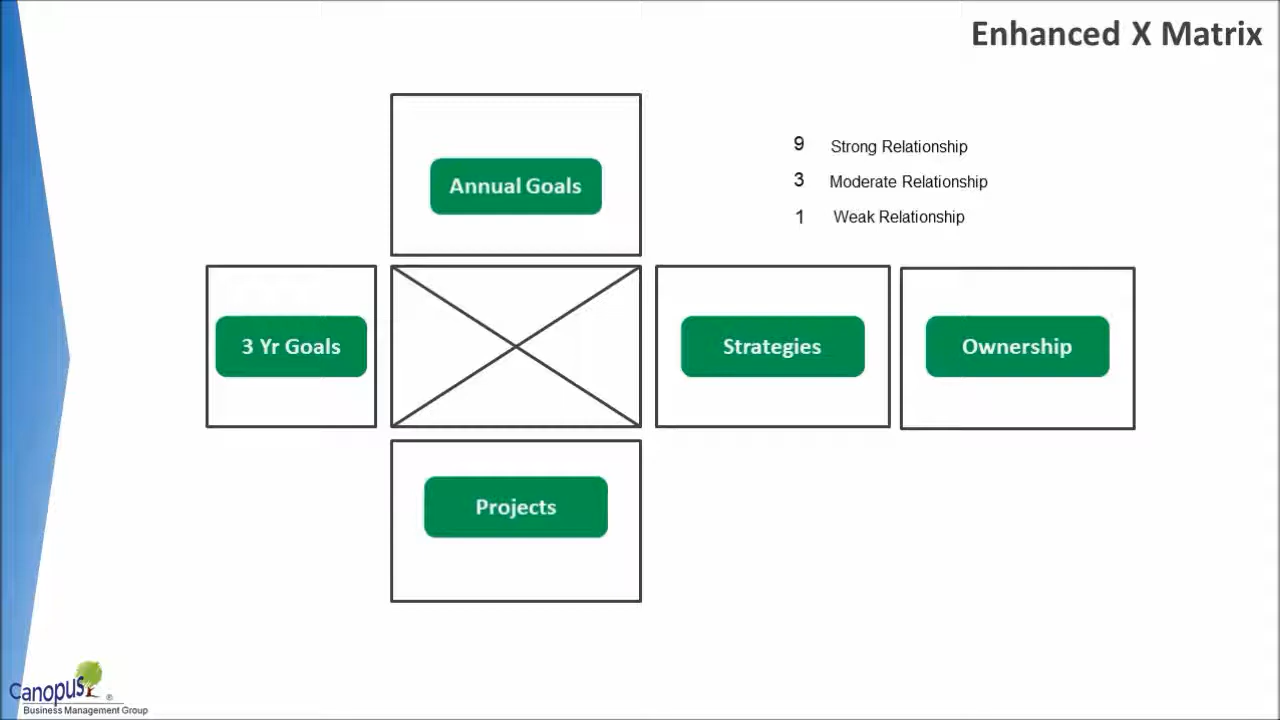 Enhanced X Matrix
Annual Goals
9 Strong Relationship
3 Moderate Relationship
1 Weak Relationship
3 Yr Goals
Strategies
Ownership
Projects
Canopus ®
Business Management Group